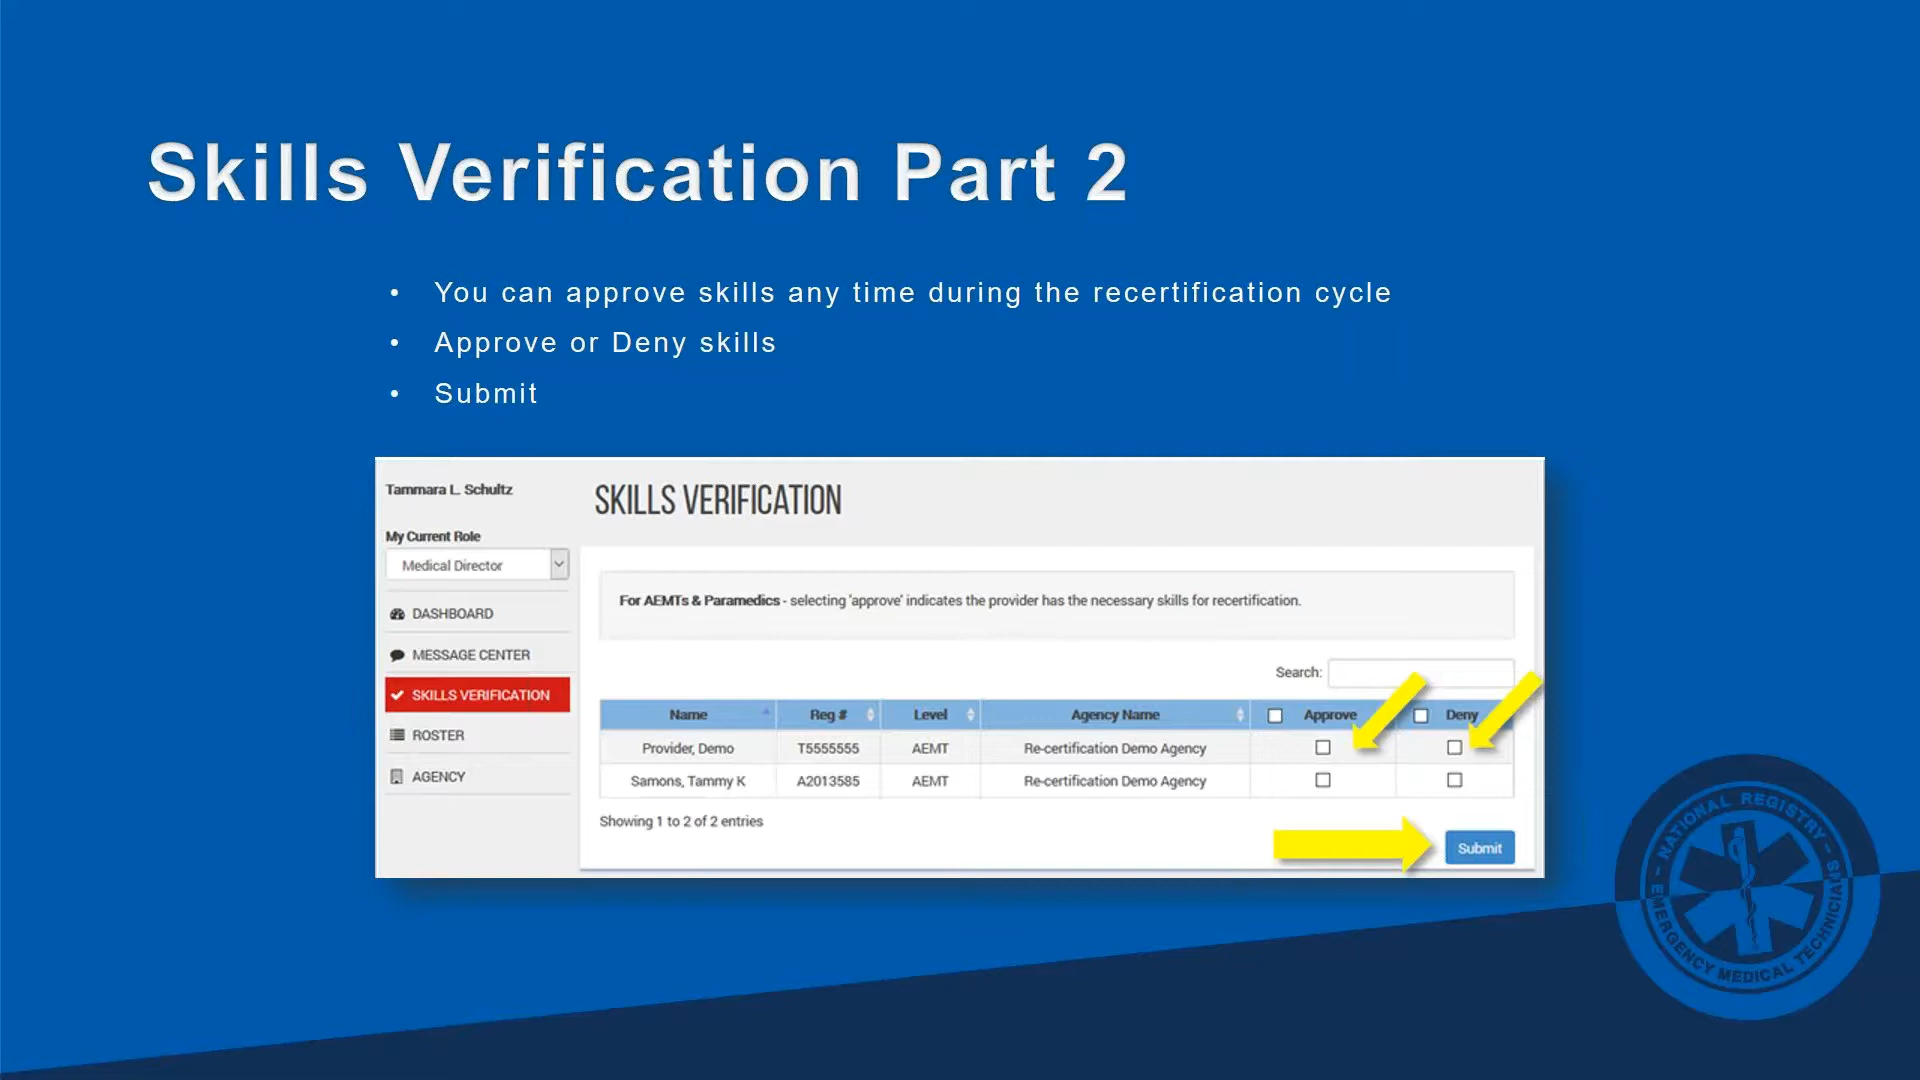 Skills Verification Part 2
• You can approve skills any time during the recertification cycle
• Approve or Deny skills
• Submit
Tammara L. Schultz
My Current Role
Medical Director
DASHBOARD
MESSAGE CENTER
SKILLS VERIFICATION
ROSTER
AGENCY
SKILLS VERIFICATION
For AEMTs & Paramedics - selecting 'approve' indicates the provider has the necessary skills for recertification.
Search:
Name Reg # Level Agency Name Approve Deny
Provider, Demo T5555555 AEMT Re-certification Demo Agency
Samons, Tammy K A2013585 AEMT Re-certification Demo Agency
Showing 1 to 2 of 2 entries
Submit
- NATIONAL REGISTRY -
EMERGENCY MEDICAL TECHNICIANS